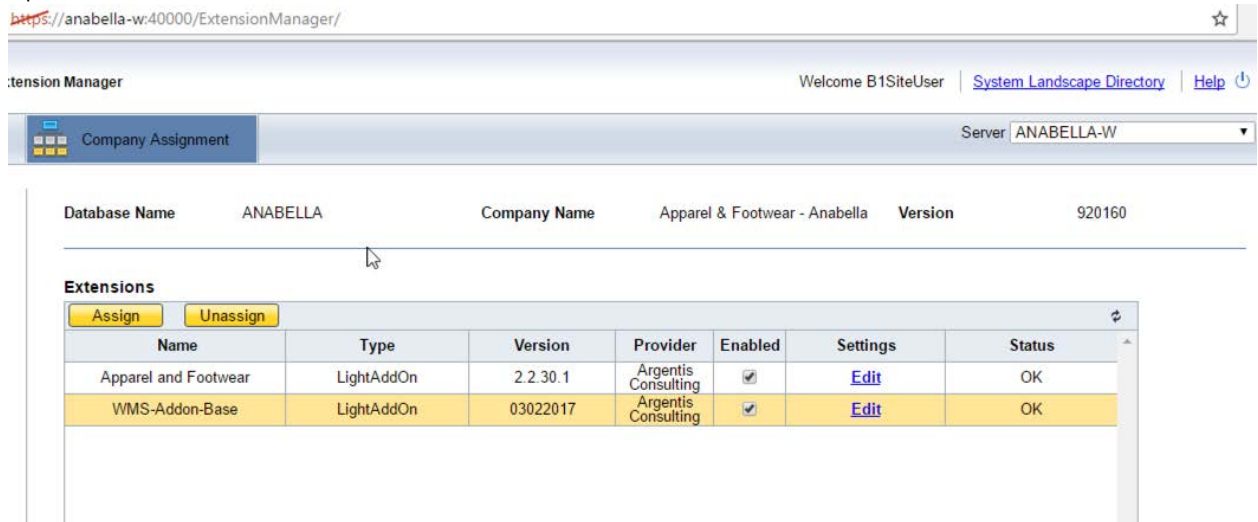 https://anabella-w:40000/ExtensionManager/
tension Manager Welcome B1SiteUser System Landscape Directory Help
Company Assignment Server ANABELLA-W
Database Name ANABELLA Company Name Apparel & Footwear - Anabella Version 920160
Extensions
Assign Unassign
Name Type Version Provider Enabled Settings Status
Apparel and Footwear LightAddOn 2.2.30.1 Argentis Consulting Edit OK
WMS-Addon-Base LightAddOn 03022017 Argentis Consulting Edit OK